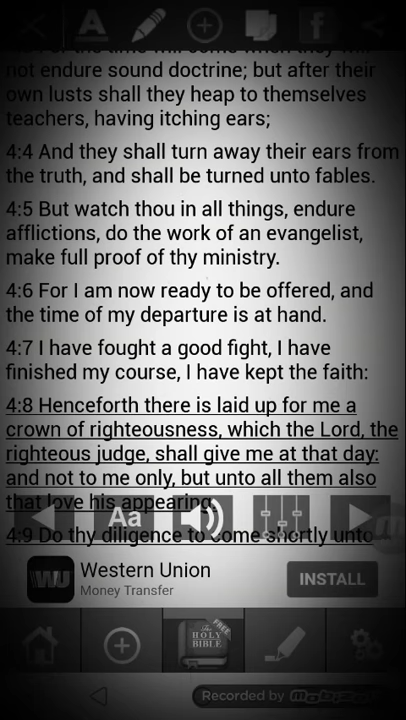 not endure sound doctrine; but after their
own lusts shall they heap to themselves
teachers, having itching ears;
4:4 And they shall turn away their ears from
the truth, and shall be turned unto fables.
4:5 But watch thou in all things, endure
afflictions, do the work of an evangelist,
make full proof of thy ministry.
4:6 For I am now ready to be offered, and
the time of my departure is at hand.
4:7 I have fought a good fight, I have
finished my course, I have kept the faith:
4:8 Henceforth there is laid up for me a
crown of righteousness, which the Lord, the
righteous judge, shall give me at that day:
and not to me only, but unto all them also
that love his appearing.
Aa
4:9 Do thy diligence to come shortly unto
WU
Western Union
Money Transfer
INSTALL
The
HOLY
BIBLE
FREE
Recorded by